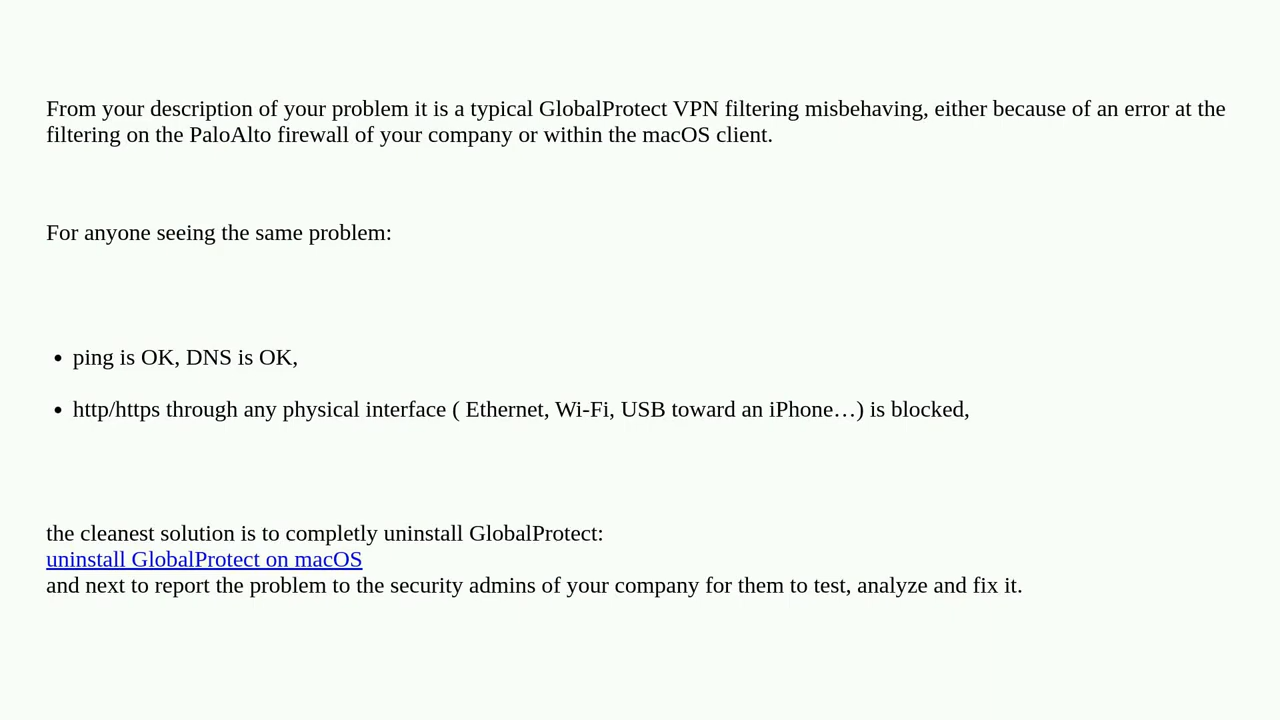 From your description of your problem it is a typical GlobalProtect VPN filtering misbehaving, either because of an error at the
filtering on the PaloAlto firewall of your company or within the macOS client.
For anyone seeing the same problem:
• ping is OK, DNS is OK,
• http/https through any physical interface ( Ethernet, Wi-Fi, USB toward an iPhone…) is blocked,
the cleanest solution is to completly uninstall GlobalProtect:
uninstall GlobalProtect on macOS
and next to report the problem to the security admins of your company for them to test, analyze and fix it.